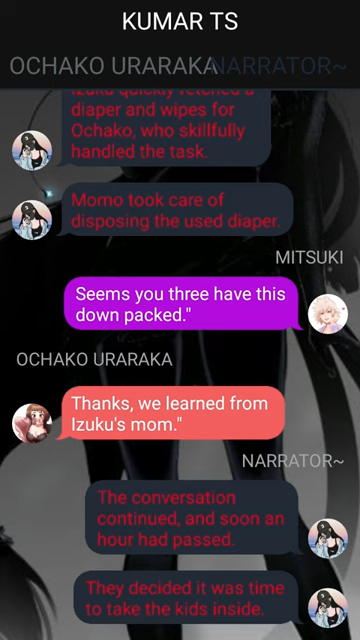 KUMAR TS
OCHAKO URARAKA NARRATOR~
Izuku quickly fetched a
diaper and wipes for
Ochako, who skillfully
handled the task.
Momo took care of
disposing the used diaper.
MITSUKI
Seems you three have this
down packed."
OCHAKO URARAKA
Thanks, we learned from
Izuku's mom."
NARRATOR~
The conversation
continued, and soon an
hour had passed.
They decided it was time
to take the kids inside.